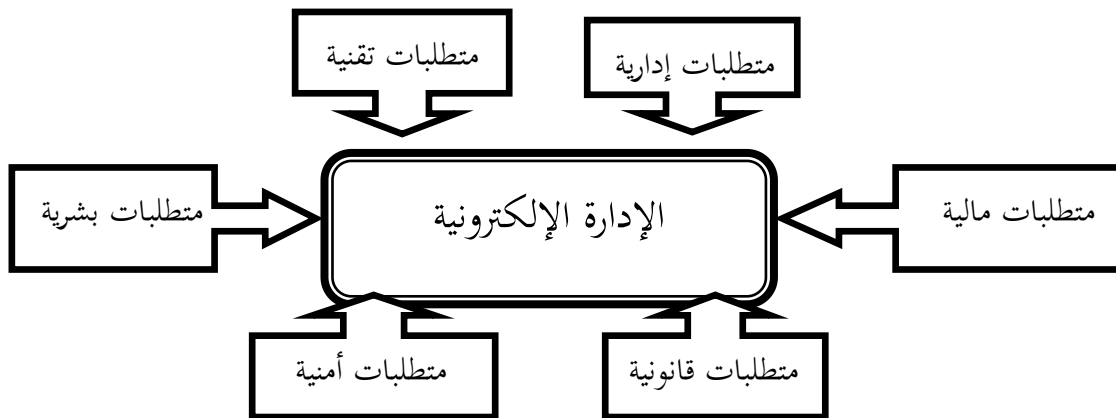 متطلبات إدارية
متطلبات تقنية
متطلبات مالية
الإدارة الإلكترونية
متطلبات بشرية
متطلبات قانونية
متطلبات أمنية